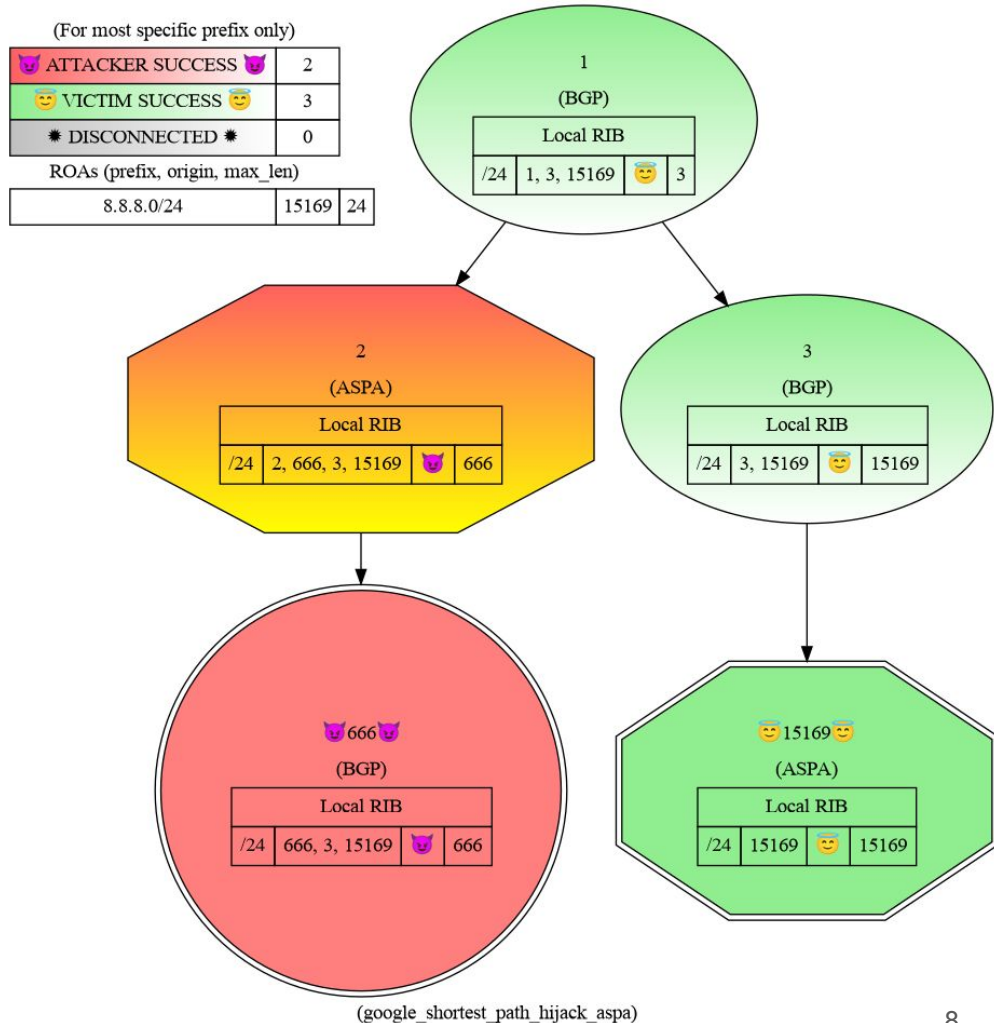 (For most specific prefix only)
😈 ATTACKER SUCCESS 😈 2
😇 VICTIM SUCCESS 😇 3
✹ DISCONNECTED ✹ 0
ROAs (prefix, origin, max_len)
8.8.8.0/24 15169 24
1
(BGP)
Local RIB
/24 1, 3, 15169 😇 3
2
(ASPA)
Local RIB
/24 2, 666, 3, 15169 😈 666
3
(BGP)
Local RIB
/24 3, 15169 😇 15169
😈666😈
(BGP)
Local RIB
/24 666, 3, 15169 😈 666
😇15169😇
(ASPA)
Local RIB
/24 15169 😇 15169
(google_shortest_path_hijack_aspa)
8